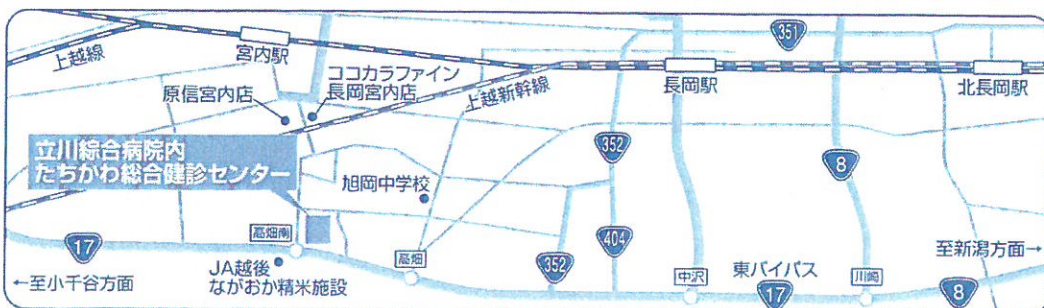 351
上越線
宮内駅
ココカラファイン
長岡宮内店
原信宮内店
上越新幹線
長岡駅
北長岡駅
立川綜合病院内
たちかわ総合健診センター
352
8
旭岡中学校
高畑南
17
JA越後
ながおか精米施設
←至小千谷方面
高畑
352
404
中沢
東バイパス
17
川崎
至新潟方面→
8